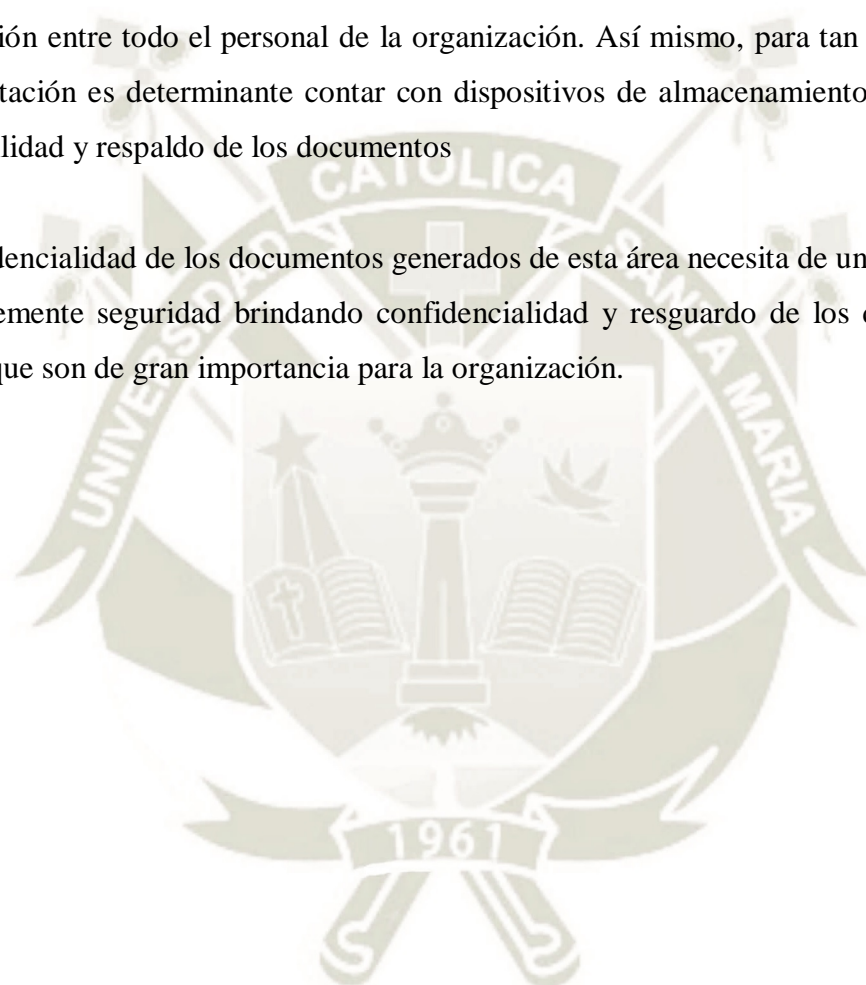 ión entre todo el personal de la organización. Así mismo, para tan
tación es determinante contar con dispositivos de almacenamiento
lidad y respaldo de los documentos
dencialidad de los documentos generados de esta área necesita de un
emente seguridad brindando confidencialidad y resguardo de los
que son de gran importancia para la organización.
UNIVERSIDAD CATOLICA SANTA MARIA
1961